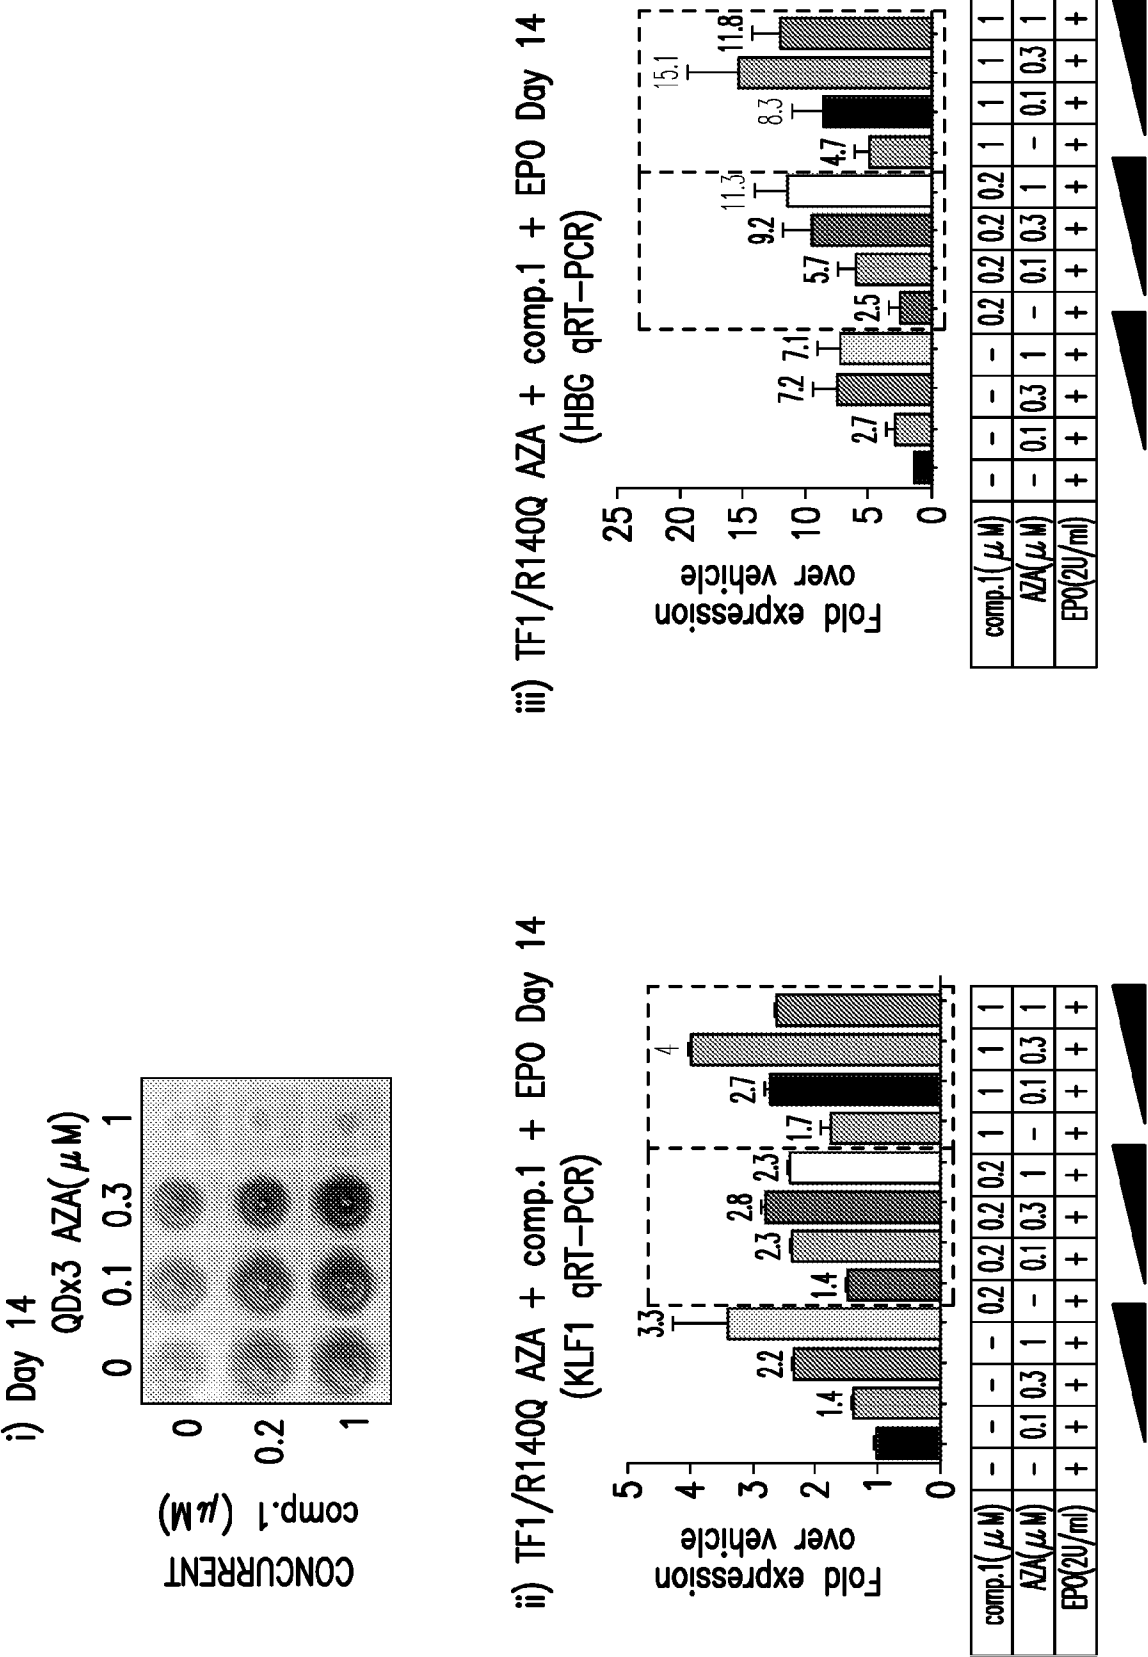 i) Day 14
QDx3 AZA(μM)
0 0.1 0.3 1
CONCURRENT
comp.1 (μM)
0
0.2
1
ii) TF1/R140Q AZA + comp.1 + EPO Day 14
(KLF1 qRT-PCR)
Fold expression
over vehicle
5
4
3
2
1
0
1.4 2.2 3.3 1.4 2.3 2.8 2.3 1.7 2.7 4
comp.1(μM) - - - - 0.2 0.2 0.2 0.2 1 1 1 1
AZA(μM) - 0.1 0.3 1 - 0.1 0.3 1 - 0.1 0.3 1
EPO(2U/ml) + + + + + + + + + + + +
iii) TF1/R140Q AZA + comp.1 + EPO Day 14
(HBG qRT-PCR)
Fold expression
over vehicle
25
20
15
10
5
0
2.7 7.2 7.1 2.5 5.7 9.2 11.3 4.7 8.3 15.1 11.8
comp.1(μM) - - - - 0.2 0.2 0.2 0.2 1 1 1 1
AZA(μM) - 0.1 0.3 1 - 0.1 0.3 1 - 0.1 0.3 1
EPO(2U/ml) + + + + + + + + + + + +